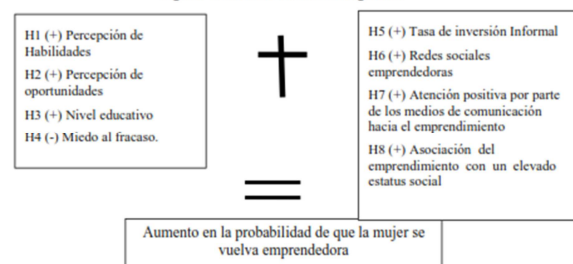 H1 (+) Percepción de
Habilidades
H2 (+) Percepción de
oportunidades
H3 (+) Nivel educativo
H4 (-) Miedo al fracaso.
H5 (+) Tasa de inversión Informal
H6 (+) Redes sociales
emprendedoras
H7 (+) Atención positiva por parte
de los medios de comunicación
hacia el emprendimiento
H8 (+) Asociación del
emprendimiento con un elevado
estatus social
Aumento en la probabilidad de que la mujer se
vuelva emprendedora